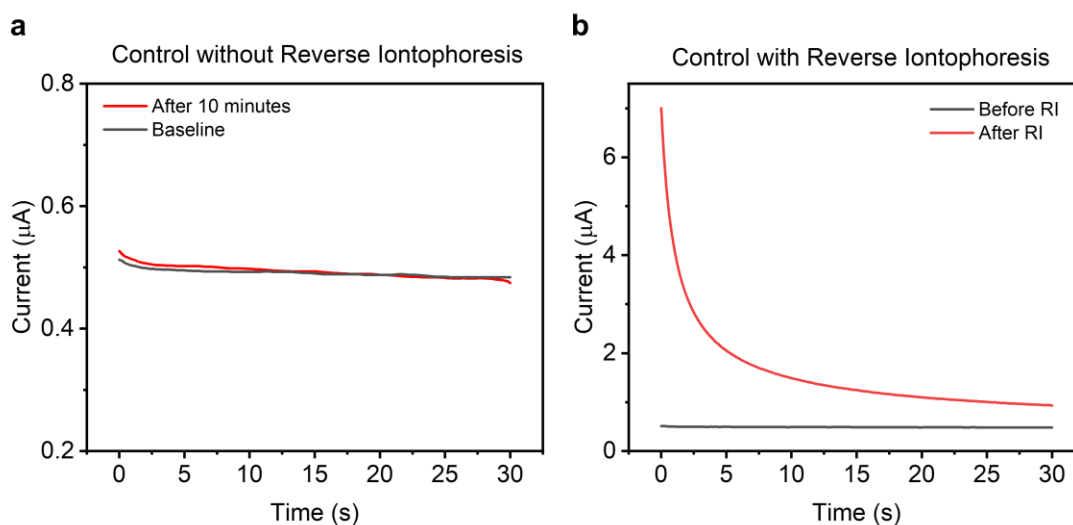 a
Control without Reverse Iontophoresis
0.8
0.6
0.4
0.2
Current (μA)
After 10 minutes
Baseline
0 5 10 15 20 25 30
Time (s)
b
Control with Reverse Iontophoresis
6
4
2
0
Current (μA)
Before RI
After RI
0 5 10 15 20 25 30
Time (s)